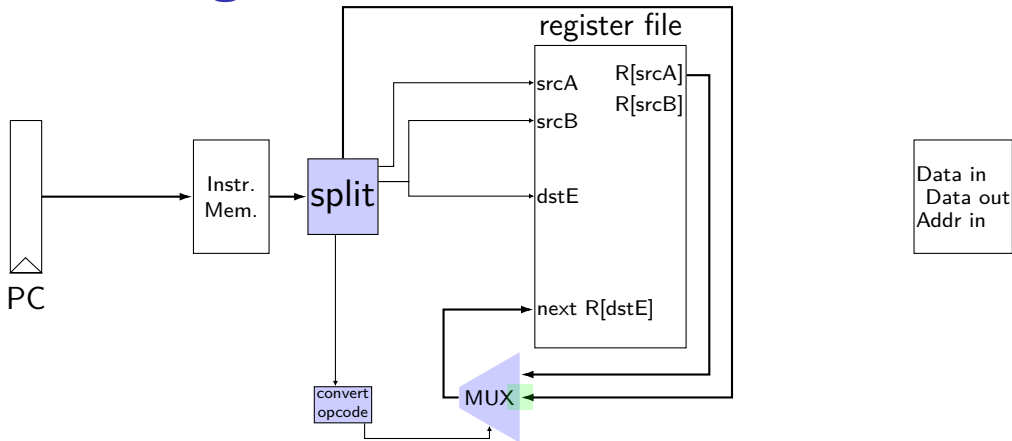 register file
srcA
R[srcA]
R[srcB]
srcB
Instr.
Mem.
split
dstE
Data in
Data out
Addr in
PC
next R[dstE]
convert
opcode
MUX